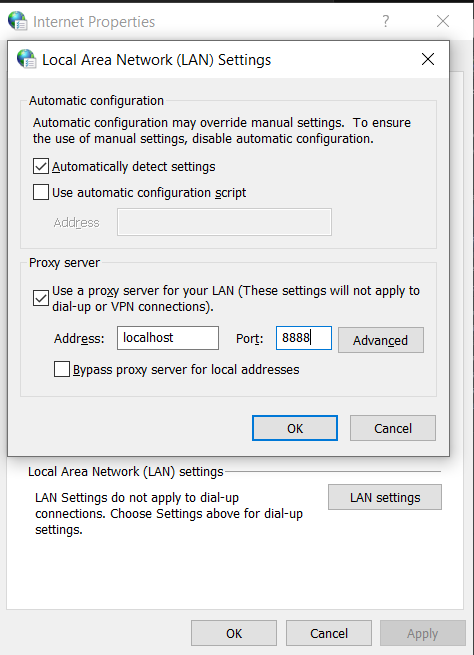 Internet Properties
?
Local Area Network (LAN) Settings
Automatic configuration
Automatic configuration may override manual settings. To ensure
the use of manual settings, disable automatic configuration.
Automatically detect settings
Use automatic configuration script
Address
Proxy server
Use a proxy server for your LAN (These settings will not apply to
dial-up or VPN connections).
Address: localhost Port: 8888 Advanced
Bypass proxy server for local addresses
OK Cancel
Local Area Network (LAN) settings
LAN Settings do not apply to dial-up LAN settings
connections. Choose Settings above for dial-up
settings.
OK Cancel Apply